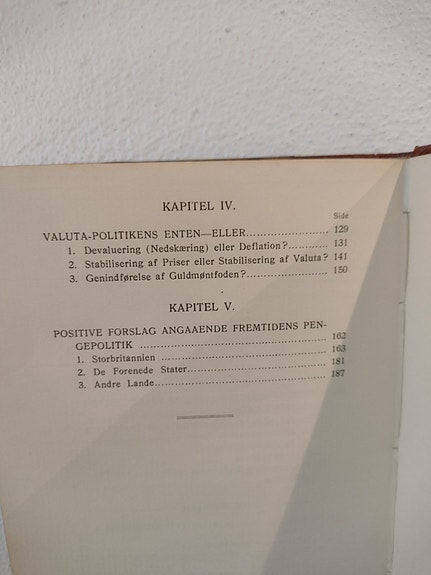 KAPITEL IV.
Side
VALUTA-POLITIKENS ENTEN—ELLER........................ 129
1. Devaluering (Nedskæring) eller Deflation?............ 131
2. Stabilisering af Priser eller Stabilisering af Valuta? 141
3. Genindførelse af Guldmøntfoden?........................ 150
KAPITEL V.
POSITIVE FORSLAG ANGAAENDE FREMTIDENS PEN-
GEPOLITIK ........................................................ 162
1. Storbritannien .................................................. 163
2. De Forenede Stater........................................... 181
3. Andre Lande..................................................... 187